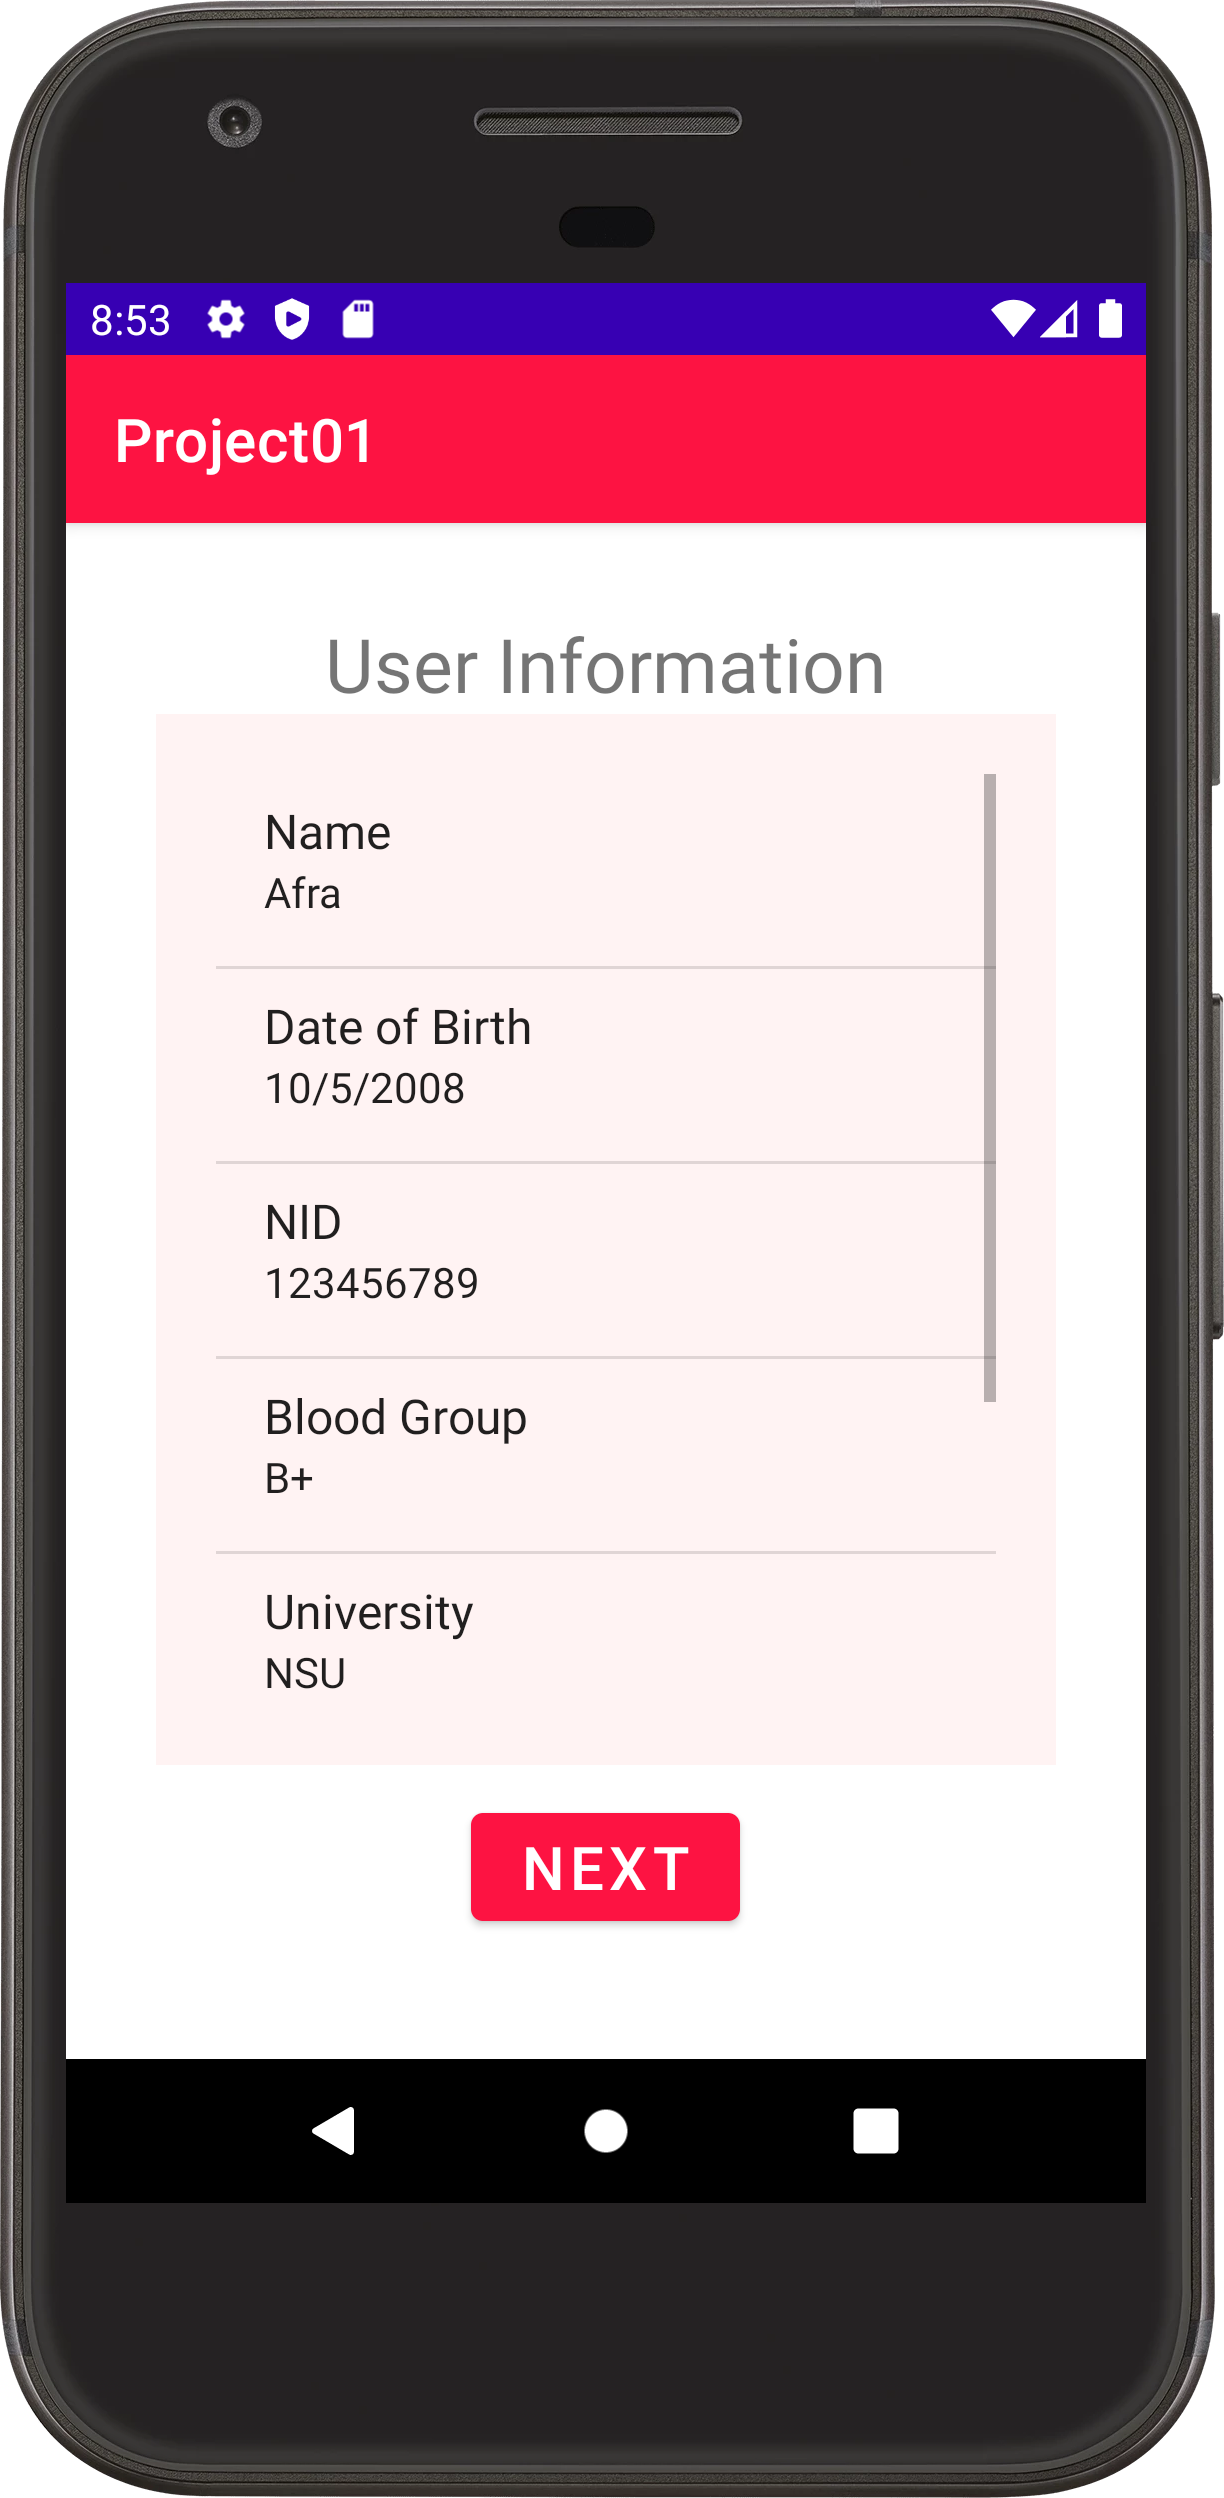 8:53
Project01
User Information
Name
Afra
Date of Birth
10/5/2008
NID
123456789
Blood Group
B+
University
NSU
NEXT